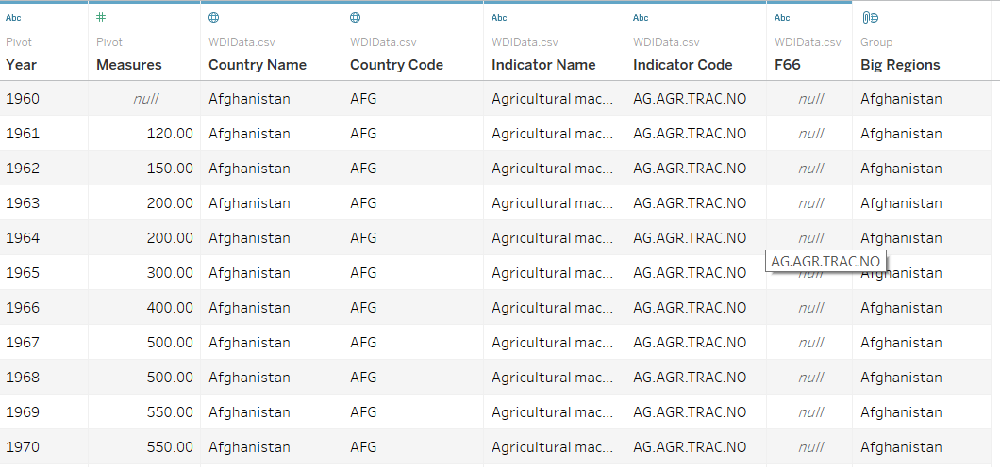 Abc # Abc Abc Abc
Pivot Pivot WDIData.csv WDIData.csv WDIData.csv WDIData.csv WDIData.csv Group
Year Measures Country Name Country Code Indicator Name Indicator Code F66 Big Regions
1960 null Afghanistan AFG Agricultural mac... AG.AGR.TRAC.NO null Afghanistan
1961 120.00 Afghanistan AFG Agricultural mac... AG.AGR.TRAC.NO null Afghanistan
1962 150.00 Afghanistan AFG Agricultural mac... AG.AGR.TRAC.NO null Afghanistan
1963 200.00 Afghanistan AFG Agricultural mac... AG.AGR.TRAC.NO null Afghanistan
1964 200.00 Afghanistan AFG Agricultural mac... AG.AGR.TRAC.NO null Afghanistan
AG.AGR.TRAC.NO
1965 300.00 Afghanistan AFG Agricultural mac... AG.AGR.TRAC.NO null Afghanistan
1966 400.00 Afghanistan AFG Agricultural mac... AG.AGR.TRAC.NO null Afghanistan
1967 500.00 Afghanistan AFG Agricultural mac... AG.AGR.TRAC.NO null Afghanistan
1968 500.00 Afghanistan AFG Agricultural mac... AG.AGR.TRAC.NO null Afghanistan
1969 550.00 Afghanistan AFG Agricultural mac... AG.AGR.TRAC.NO null Afghanistan
1970 550.00 Afghanistan AFG Agricultural mac... AG.AGR.TRAC.NO null Afghanistan